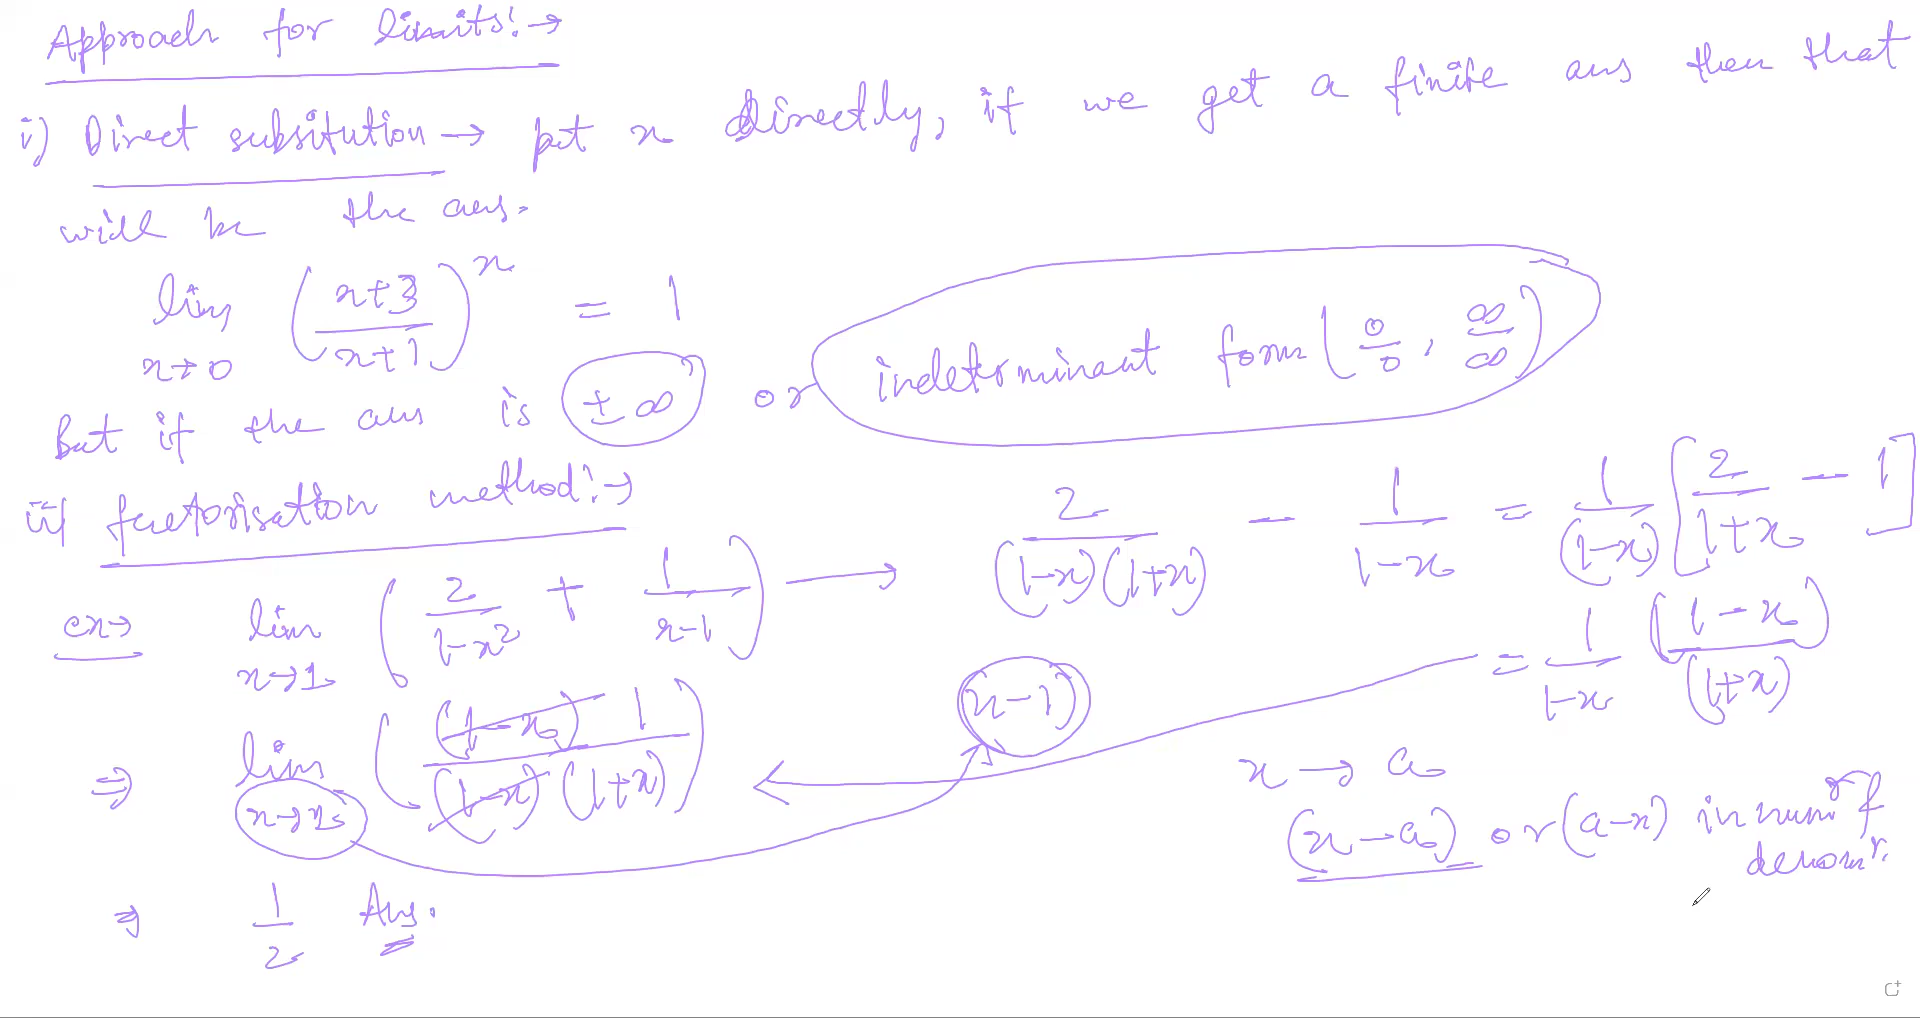 Approach for limits:→
i) Direct subsitution → put x directly, if we get a finite ans then that
will be the ans.
lim x→0 ((x+3)/(x+1))^x = 1
But if the ans is ±∞ or indeterminant form (0/0, ∞/∞)
ii) factorisation method:→
ex→ lim x→1 (2/(1-x²) + 1/(x-1)) → 2/((1-x)(1+x)) - 1/(1-x) = 1/(1-x) [2/(1+x) - 1]
= 1/(1-x) (1-x)/(1+x)
⇒ lim x→1 ((1-x) 1/((1-x)(1+x)))
(x-1)
x → a
(x-a) or (a-x) in numr & denomr.
⇒ 1/2 Ans.